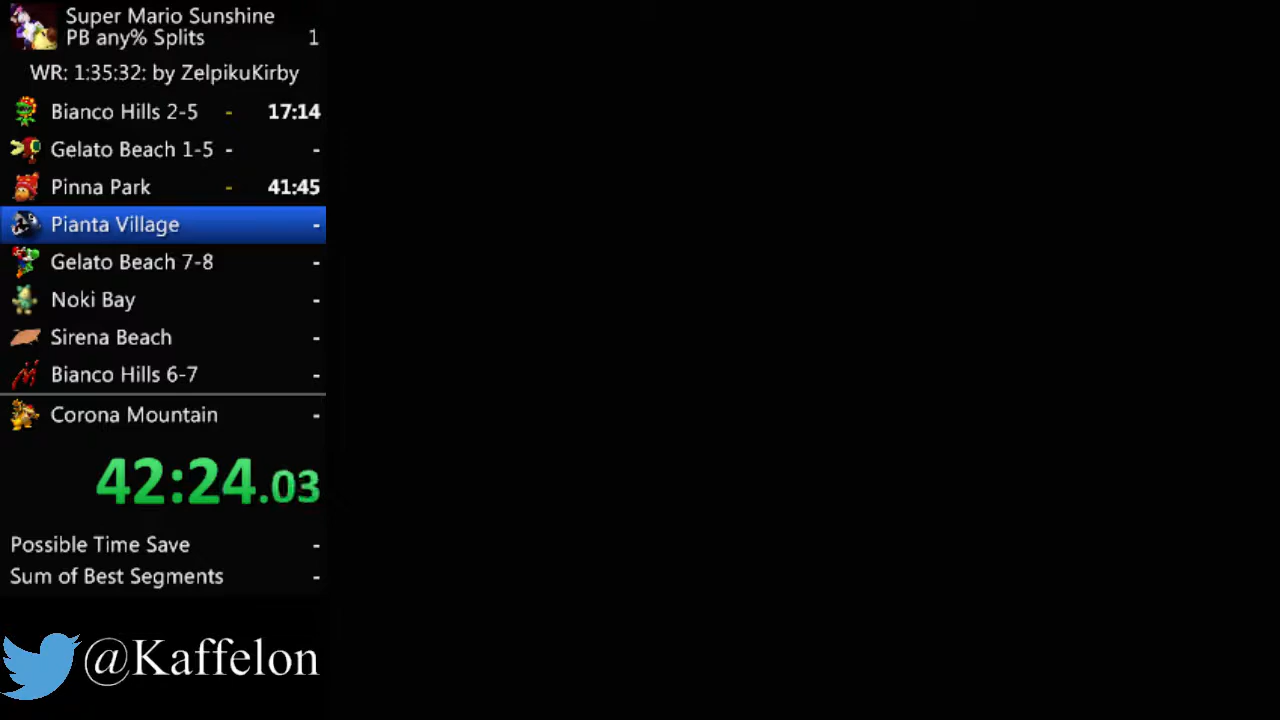 Super Mario Sunshine
PB any% Splits 1
WR: 1:35:32: by ZelpikuKirby
Bianco Hills 2-5 - 17:14
Gelato Beach 1-5 - -
Pinna Park - 41:45
Pianta Village -
Gelato Beach 7-8 -
Noki Bay -
Sirena Beach -
Bianco Hills 6-7 -
Corona Mountain -
42:24.03
Possible Time Save -
Sum of Best Segments -
@Kaffelon